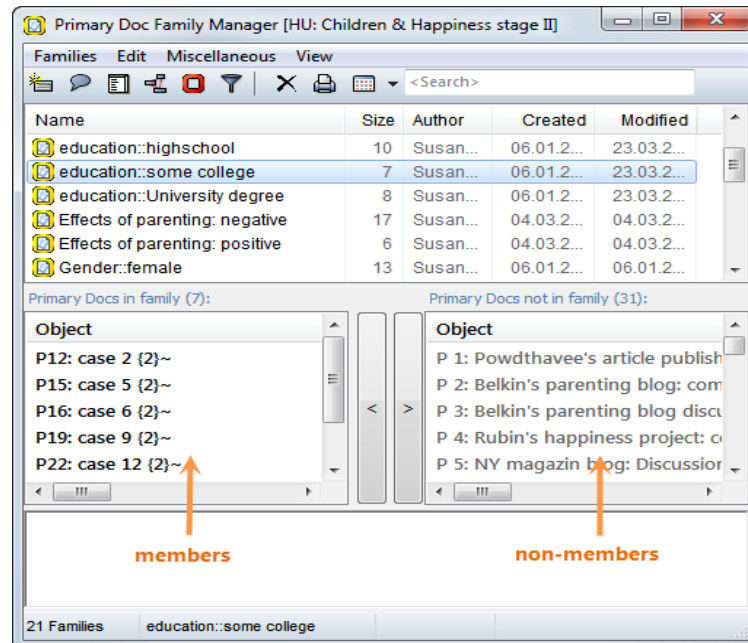 Primary Doc Family Manager [HU: Children & Happiness stage II]
Families Edit Miscellaneous View
<Search>
Name Size Author Created Modified
education::highschool 10 Susan... 06.01.2... 23.03.2...
education::some college 7 Susan... 06.01.2... 23.03.2...
education::University degree 8 Susan... 06.01.2... 23.03.2...
Effects of parenting: negative 17 Susan... 04.03.2... 04.03.2...
Effects of parenting: positive 6 Susan... 04.03.2... 04.03.2...
Gender::female 13 Susan... 06.01.2... 06.01.2...
Primary Docs in family (7): Primary Docs not in family (31):
Object Object
P12: case 2 {2}~ P 1: Powdthavee's article publish
P15: case 5 {2}~ P 2: Belkin's parenting blog: com
P16: case 6 {2}~ < > P 3: Belkin's parenting blog discu
P19: case 9 {2}~ P 4: Rubin's happiness project: c
P22: case 12 {2}~ P 5: NY magazin blog: Discussior
members non-members
21 Families education::some college